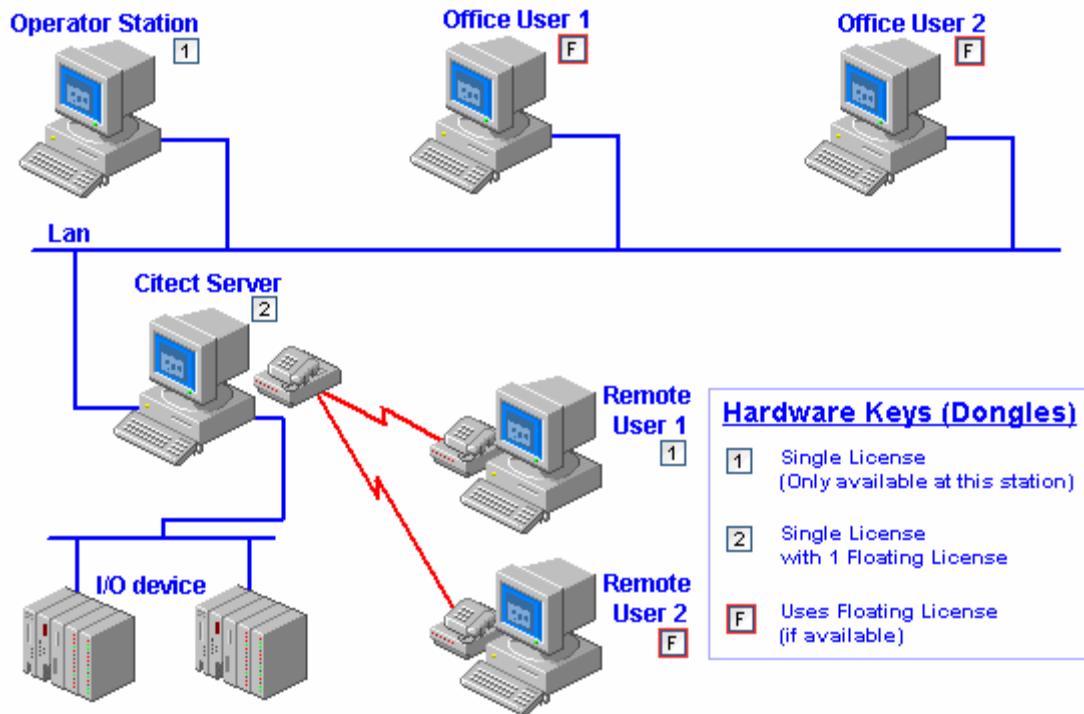 Operator Station
1
Office User 1
F
Office User 2
F
Lan
Citect Server
2
Remote
User 1
1
Remote
User 2
F
I/O device
Hardware Keys (Dongles)
1 Single License
(Only available at this station)
2 Single License
with 1 Floating License
F Uses Floating License
(if available)